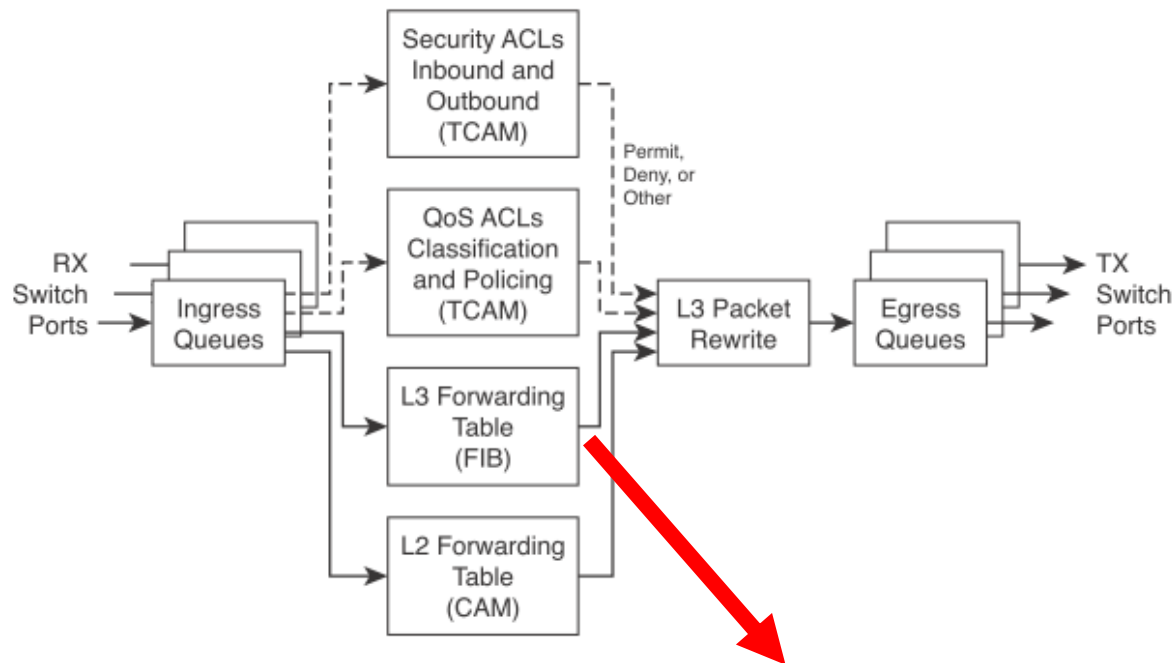 Security ACLs
Inbound and
Outbound
(TCAM)
Permit,
Deny, or
Other
QoS ACLs
Classification
and Policing
(TCAM)
RX
Switch
Ports
Ingress
Queues
L3 Packet
Rewrite
Egress
Queues
TX
Switch
Ports
L3 Forwarding
Table
(FIB)
L2 Forwarding
Table
(CAM)